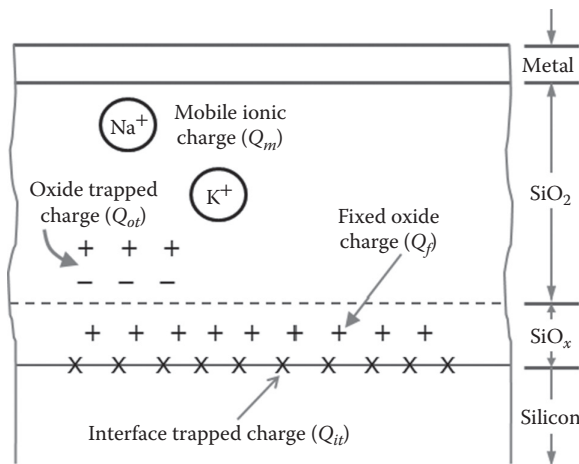 Metal
Na⁺
Mobile ionic
charge (Qₘ)
K⁺
Oxide trapped
charge (Qₒₜ)
SiO₂
Fixed oxide
charge (Q_f)
+ + +
− − −
SiOₓ
+ + + + + + + + +
X X X X X X X X X X
Silicon
Interface trapped charge (Qᵢₜ)